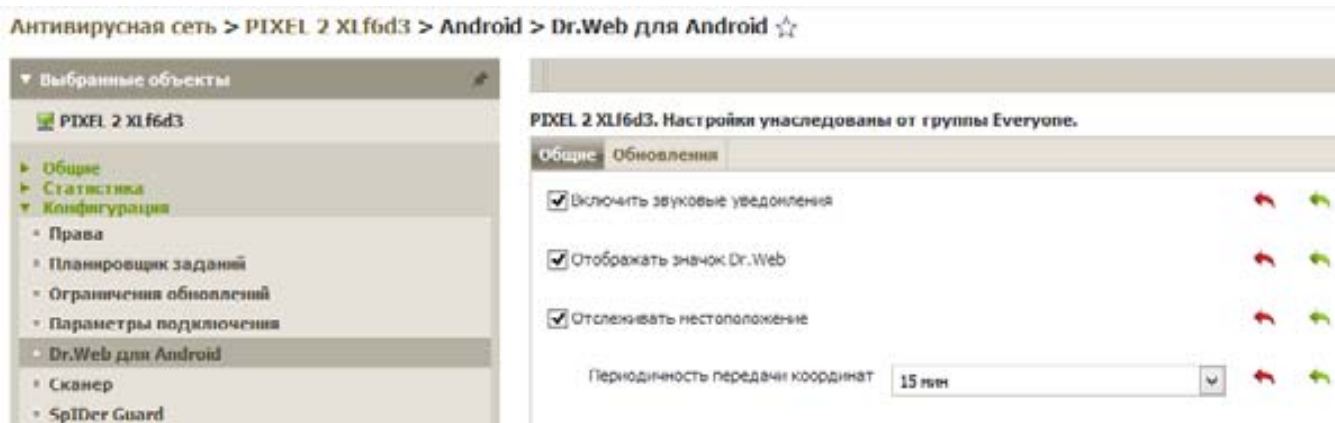 Антивирусная сеть > PIXEL 2 XLf6d3 > Android > Dr.Web для Android
Выбранные объекты
PIXEL 2 XLf6d3
Общие
Статистика
Конфигурация
Права
Планировщик заданий
Ограничения обновлений
Параметры подключения
Dr.Web для Android
Сканер
SpIDer Guard
PIXEL 2 XLf6d3. Настройки унаследованы от группы Everyone.
Общие Обновления
Включить звуковые уведомления
Отображать значок Dr.Web
Отслеживать местоположение
Периодичность передачи координат 15 мин